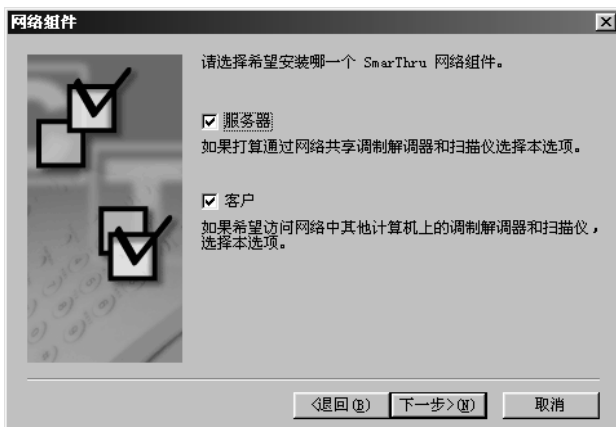 网络组件
请选择希望安装哪一个 SmarThru 网络组件。
服务器
如果打算通过网络共享调制解调器和扫描仪选择本选项。
客户
如果希望访问网络中其他计算机上的调制解调器和扫描仪，
选择本选项。
<退回(B) 下一步>(N) 取消